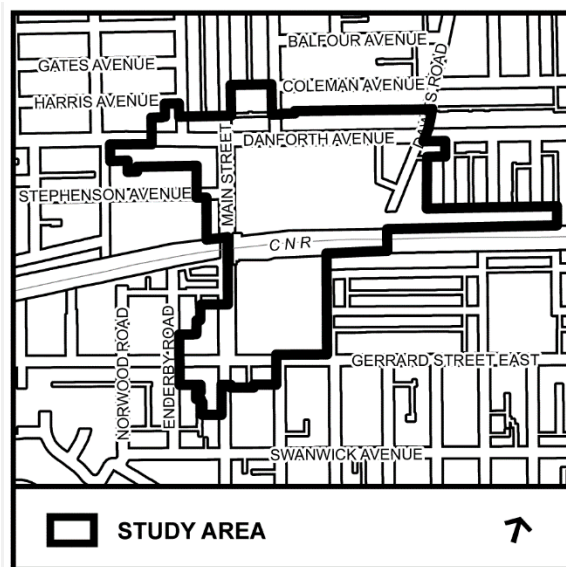 BALFOUR AVENUE
GATES AVENUE
COLEMAN AVENUE
HARRIS AVENUE
DANFORTH AVENUE
MAIN STREET
STEPHENSON AVENUE
CNR
NORWOOD ROAD
ENDERBY ROAD
GERRARD STREET EAST
SWANWICK AVENUE
STUDY AREA